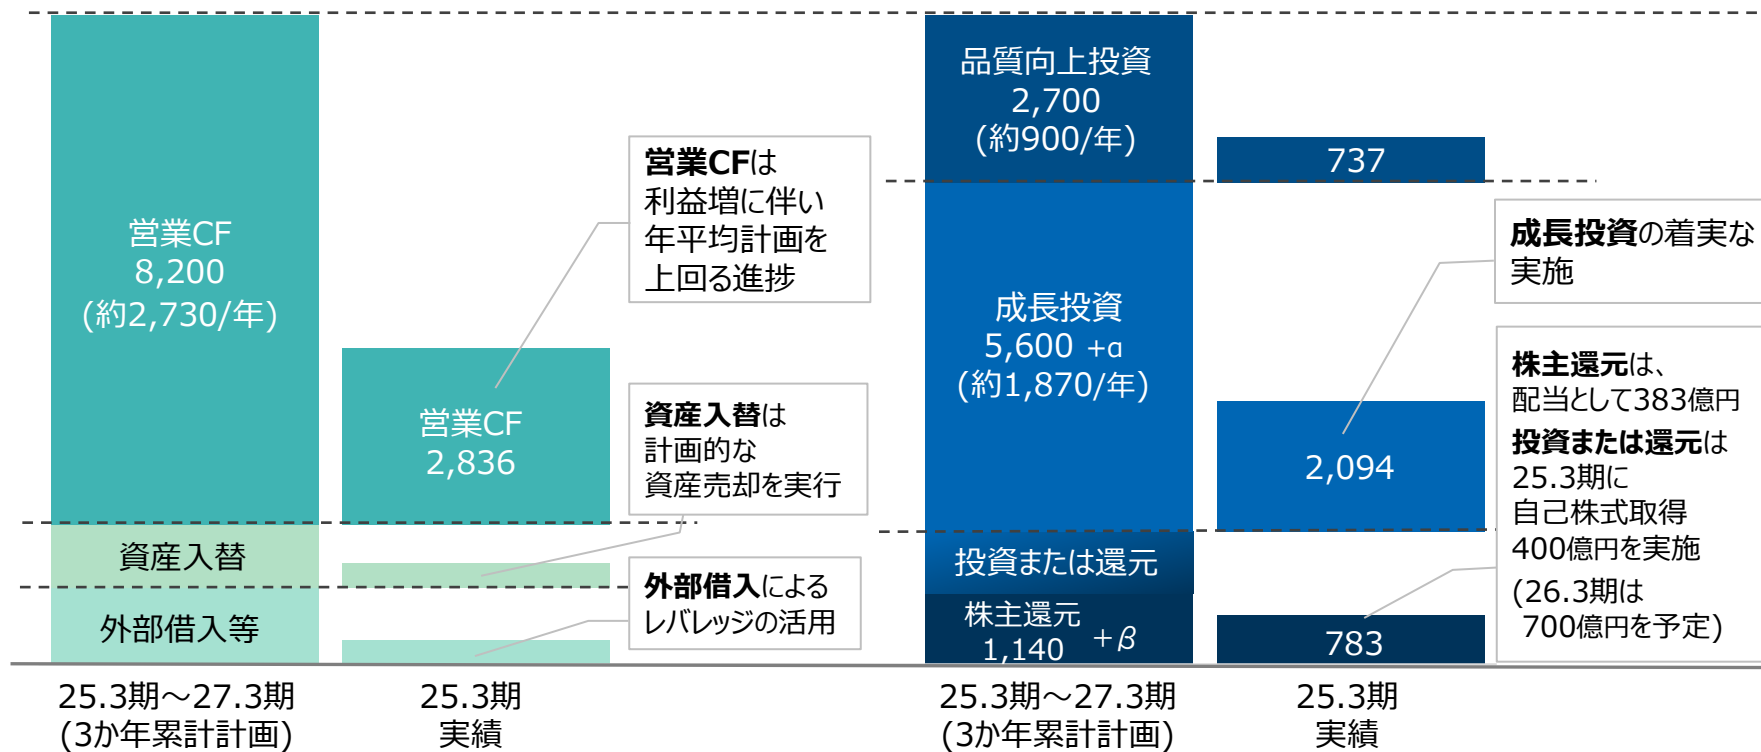 営業CF
8,200
(約2,730/年)
資産入替
外部借入等
営業CF
2,836
営業CFは
利益増に伴い
年平均計画を
上回る進捗
資産入替は
計画的な
資産売却を実行
外部借入による
レバレッジの活用
25.3期～27.3期
(3か年累計計画)
25.3期
実績
品質向上投資
2,700
(約900/年)
成長投資
5,600 +α
(約1,870/年)
投資または還元
株主還元
1,140 +β
737
2,094
783
成長投資の着実な
実施
株主還元は、
配当として383億円
投資または還元は
25.3期に
自己株式取得
400億円を実施
(26.3期は
700億円を予定)
25.3期～27.3期
(3か年累計計画)
25.3期
実績